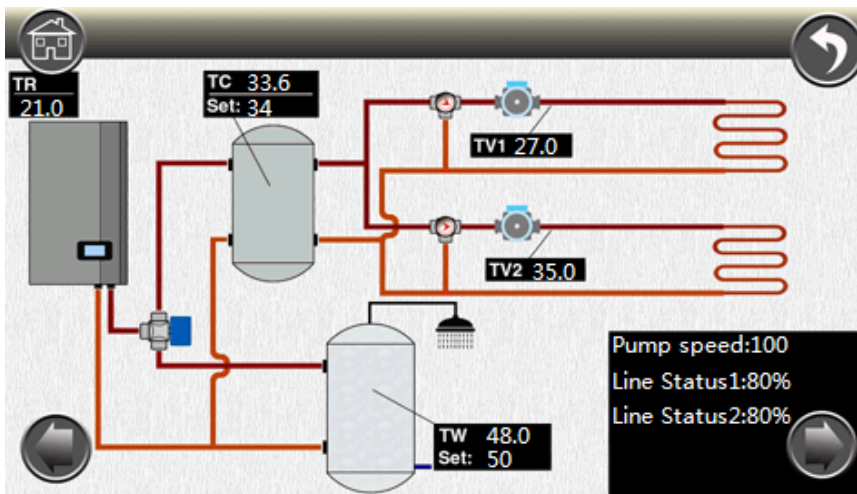 TR
21.0
TC 33.6
Set: 34
TV1 27.0
TV2 35.0
TW 48.0
Set: 50
Pump speed:100
Line Status1:80%
Line Status2:80%